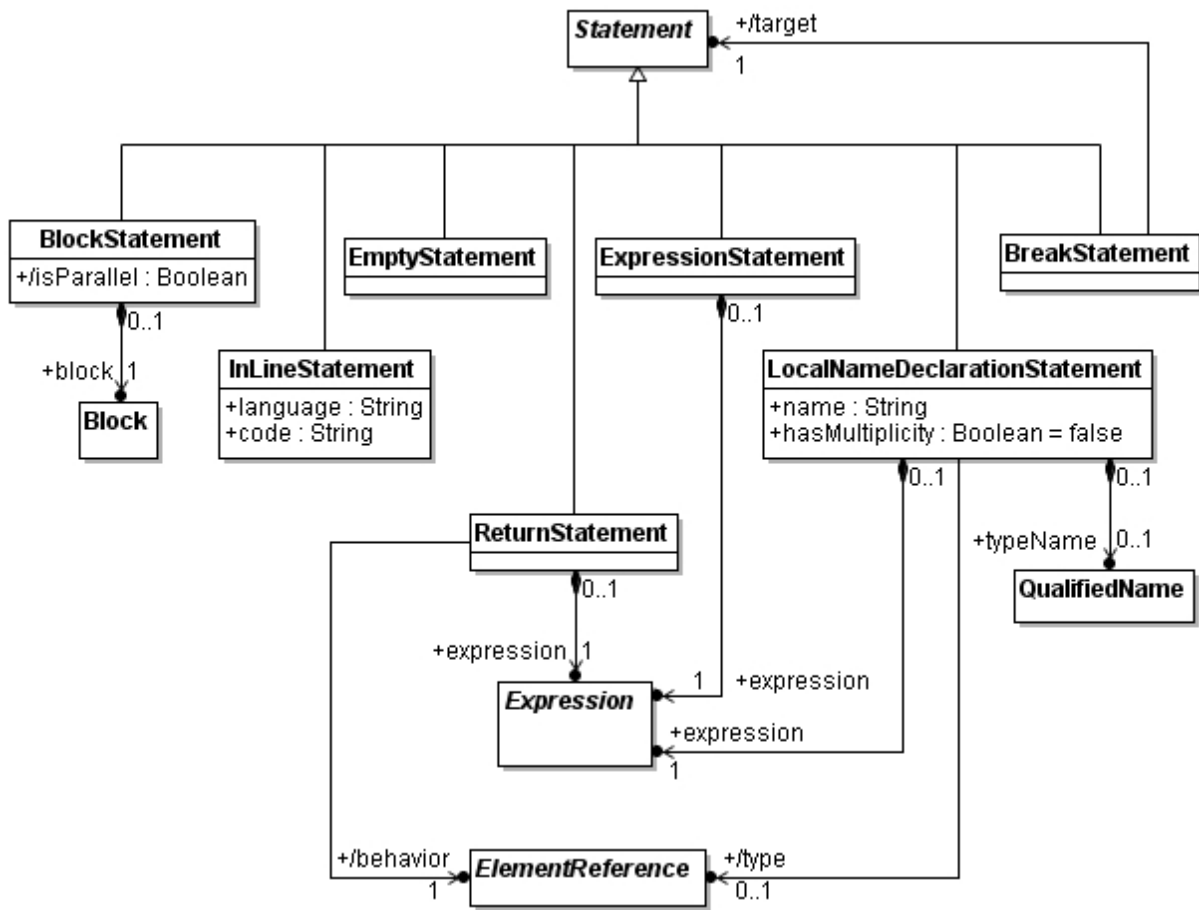 Statement
+/target
1
BlockStatement
+/isParallel : Boolean
0..1
+block
1
Block
InLineStatement
+language : String
+code : String
EmptyStatement
ExpressionStatement
0..1
BreakStatement
LocalNameDeclarationStatement
+name : String
+hasMultiplicity : Boolean = false
0..1
0..1
+typeName
0..1
QualifiedName
ReturnStatement
0..1
+expression
1
1
+expression
Expression
+expression
1
+/behavior
1
ElementReference
+/type
0..1